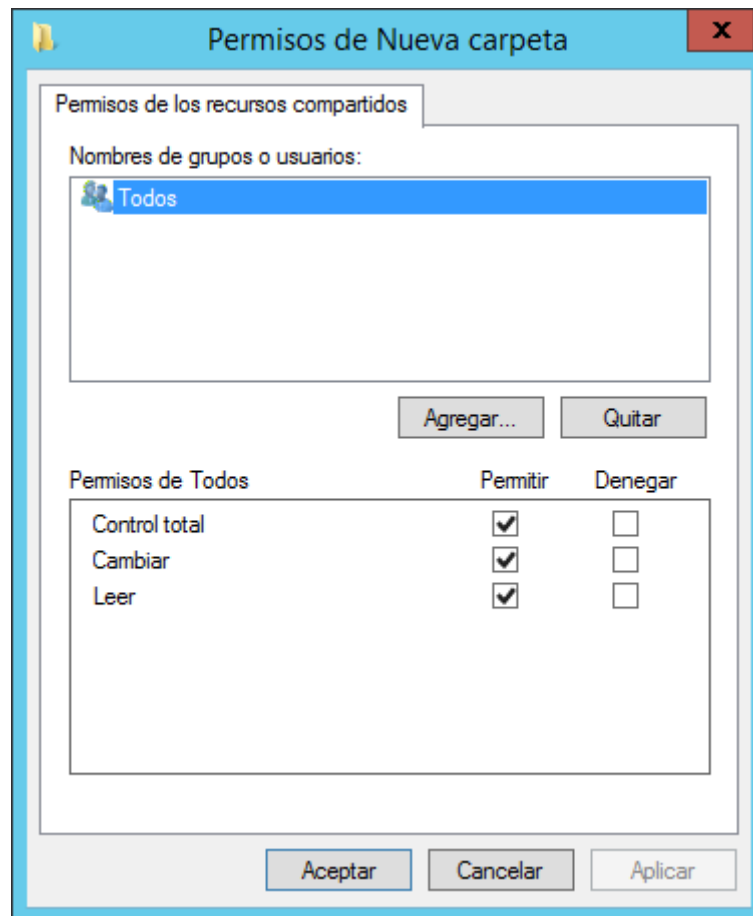 Permisos de Nueva carpeta
Permisos de los recursos compartidos
Nombres de grupos o usuarios:
Todos
Agregar... Quitar
Permisos de Todos Permitir Denegar
Control total
Cambiar
Leer
Aceptar Cancelar Aplicar